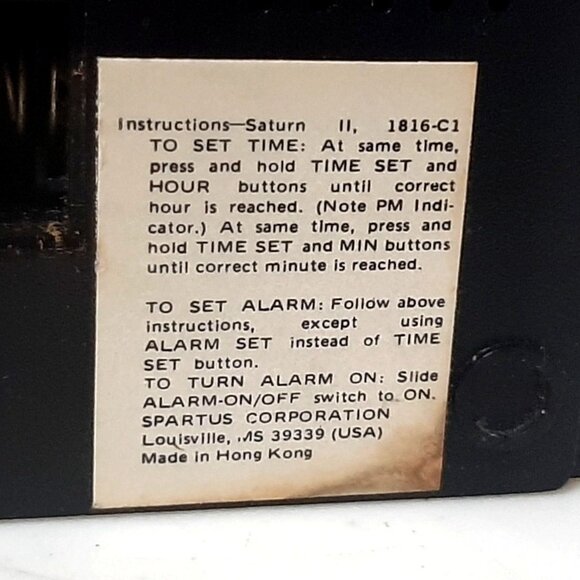 Instructions—Saturn II, 1816-C1
TO SET TIME: At same time,
press and hold TIME SET and
HOUR buttons until correct
hour is reached. (Note PM Indi-
cator.) At same time, press and
hold TIME SET and MIN buttons
until correct minute is reached.
TO SET ALARM: Follow above
instructions, except using
ALARM SET instead of TIME
SET button.
TO TURN ALARM ON: Slide
ALARM-ON/OFF switch to ON.
SPARTUS CORPORATION
Louisville, MS 39339 (USA)
Made in Hong Kong